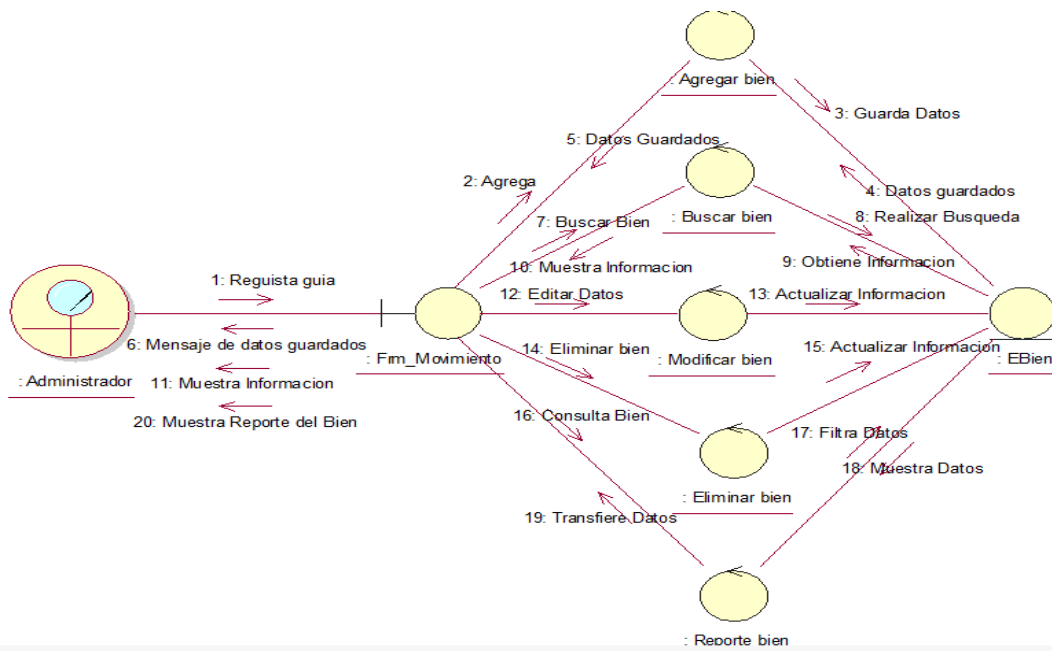 : Agregar bien
3: Guarda Datos
5: Datos Guardados
2: Agrega
4: Datos guardados
7: Buscar Bien
: Buscar bien
8: Realizar Busqueda
10: Muestra Informacion
9: Obtiene Informacion
1: Reguista guia
12: Editar Datos
13: Actualizar Informacion
6: Mensaje de datos guardados
: Frm_Movimiento
14: Eliminar bien
: Modificar bien
15: Actualizar Informacion
: EBien
: Administrador
11: Muestra Informacion
16: Consulta Bien
20: Muestra Reporte del Bien
17: Filtra Datos
18: Muestra Datos
: Eliminar bien
19: Transfiere Datos
: Reporte bien